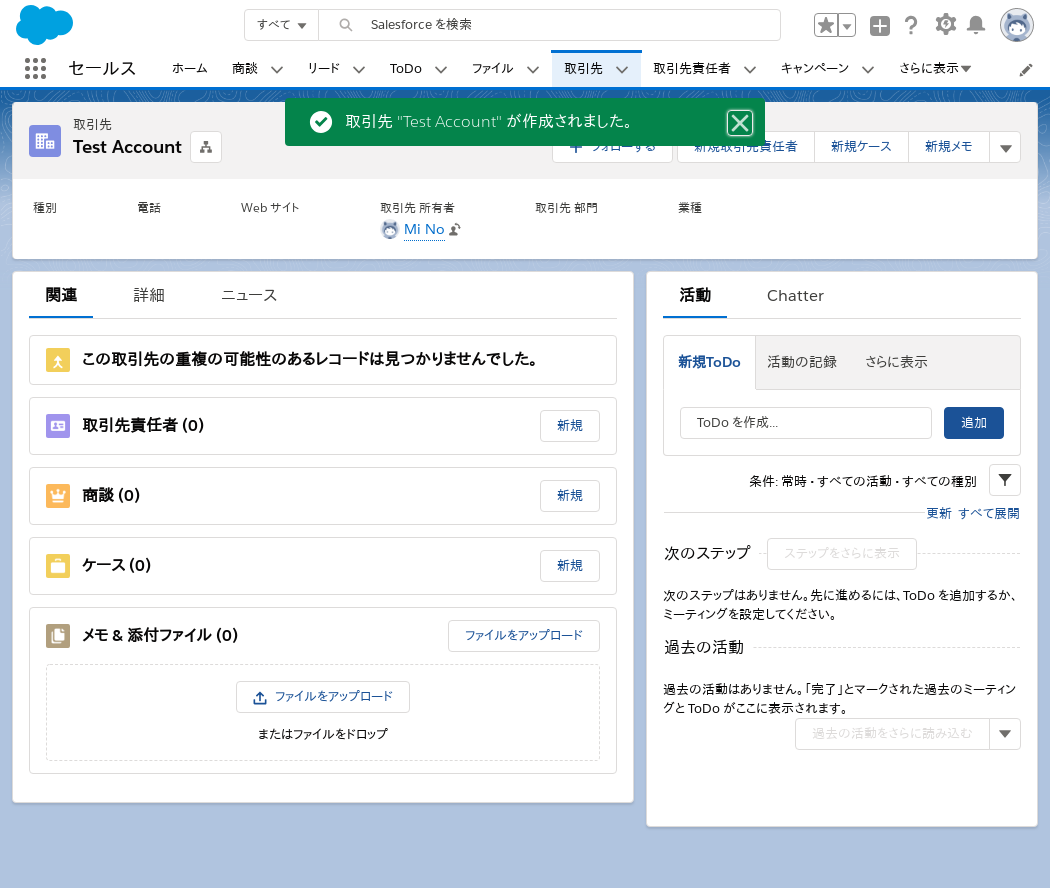 すべて
Salesforce を検索
セールス ホーム 商談 リード ToDo ファイル 取引先 取引先責任者 キャンペーン さらに表示
取引先 "Test Account" が作成されました。
取引先
Test Account
フォローする 新規取引先責任者 新規ケース 新規メモ
種別 電話 Web サイト 取引先 所有者 取引先 部門 業種
Mi No
関連 詳細 ニュース
この取引先の重複の可能性のあるレコードは見つかりませんでした。
取引先責任者 (0) 新規
商談 (0) 新規
ケース (0) 新規
メモ & 添付ファイル (0) ファイルをアップロード
ファイルをアップロード
またはファイルをドロップ
活動 Chatter
新規ToDo 活動の記録 さらに表示
ToDo を作成... 追加
条件: 常時 • すべての活動 • すべての種別
更新 すべて展開
次のステップ ステップをさらに表示
次のステップはありません。先に進めるには、ToDo を追加するか、
ミーティングを設定してください。
過去の活動
過去の活動はありません。「完了」とマークされた過去のミーティン
グと ToDo がここに表示されます。
過去の活動をさらに読み込む